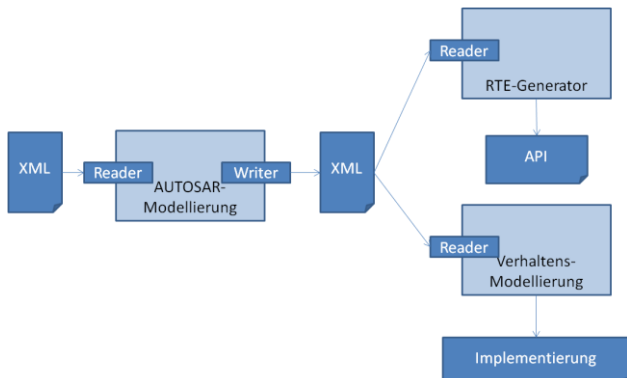 XML
Reader
Writer
AUTOSAR-
Modellierung
XML
Reader
RTE-Generator
API
Reader
Verhaltens-
Modellierung
Implementierung